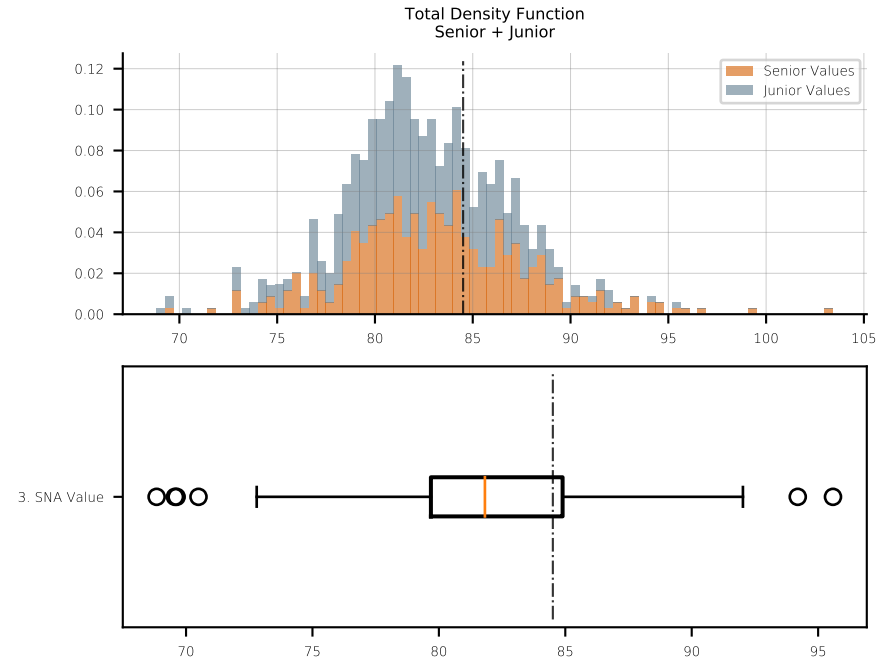 Total Density Function
Senior + Junior
0.12
0.10
0.08
0.06
0.04
0.02
0.00
Senior Values
Junior Values
70 75 80 85 90 95 100 105
3. SNA Value
70 75 80 85 90 95